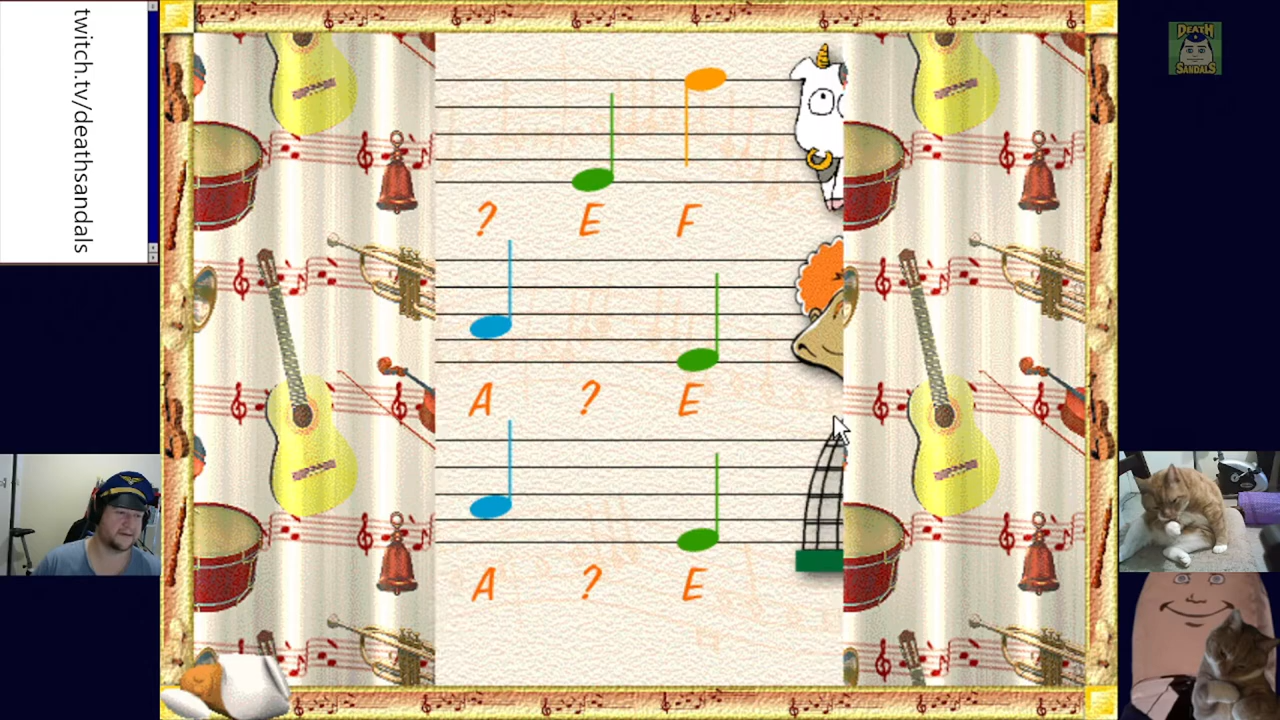 twitch.tv/deathsandals
DEATH
SANDALS
? E F
A ? E
A ? E